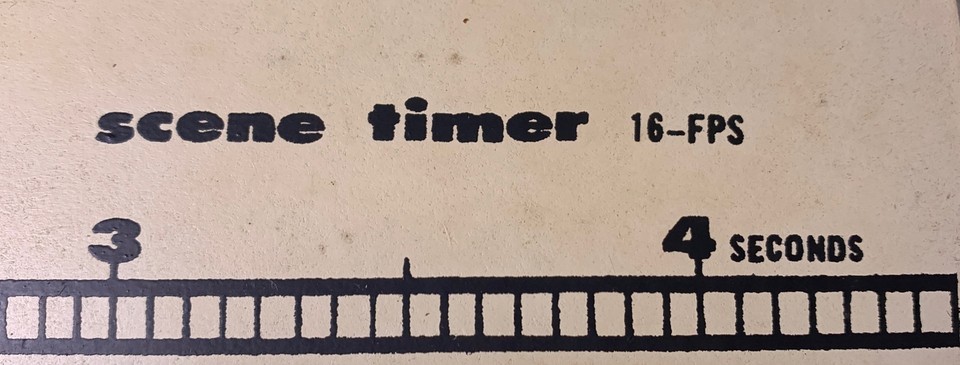 scene timer 16-FPS
3 4 SECONDS